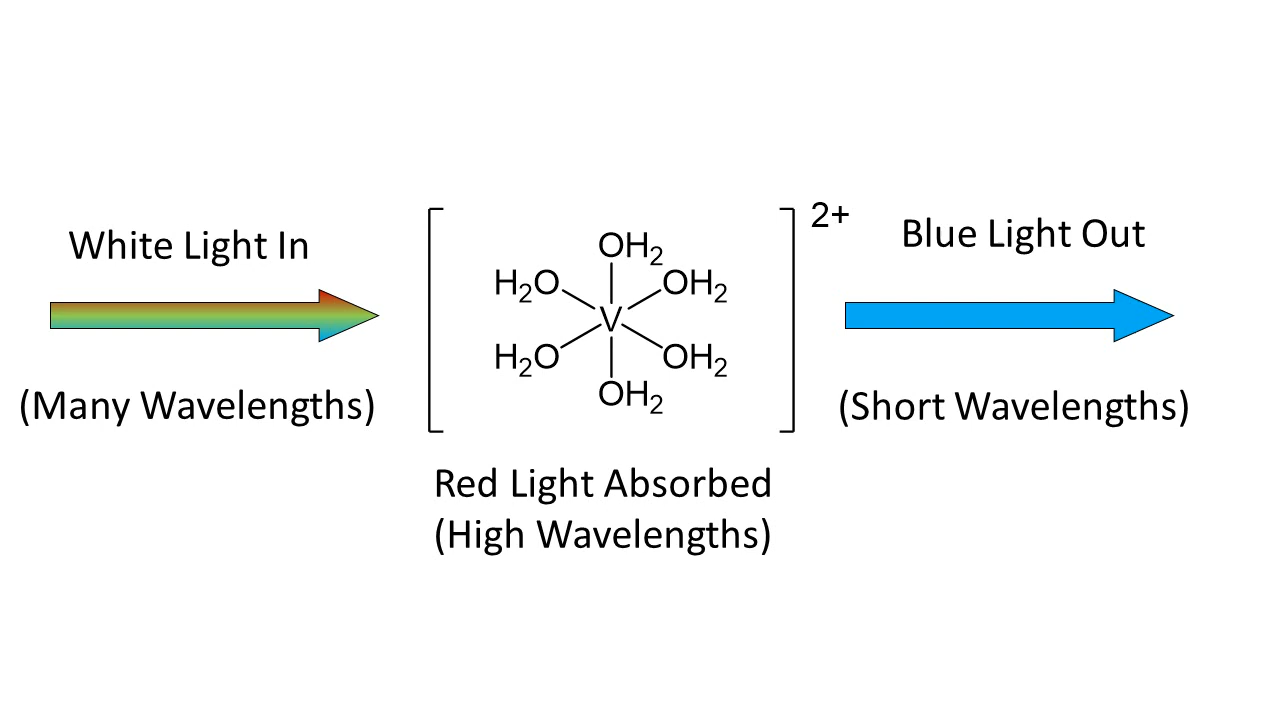 White Light In
(Many Wavelengths)
2+
OH2
H2O OH2
V
H2O OH2
OH2
Red Light Absorbed
(High Wavelengths)
Blue Light Out
(Short Wavelengths)